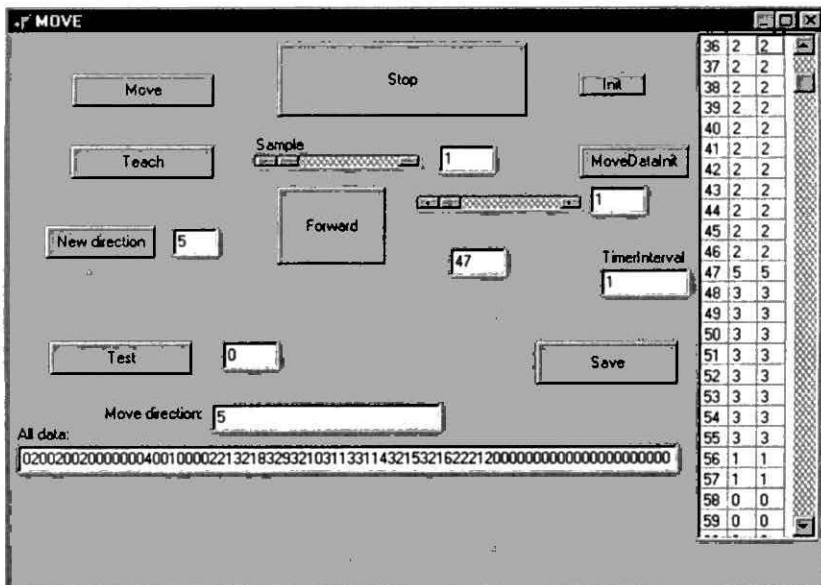 MOVE
Move
Stop
Init
Teach
Sample
1
MoveDataInit
Forward
1
New direction
5
47
TimerInterval
1
Test
0
Save
Move direction:
5
All data:
36 2 2
37 2 2
38 2 2
39 2 2
40 2 2
41 2 2
42 2 2
43 2 2
44 2 2
45 2 2
46 2 2
47 5 5
48 3 3
49 3 3
50 3 3
51 3 3
52 3 3
53 3 3
54 3 3
55 3 3
56 1 1
57 1 1
58 0 0
59 0 0